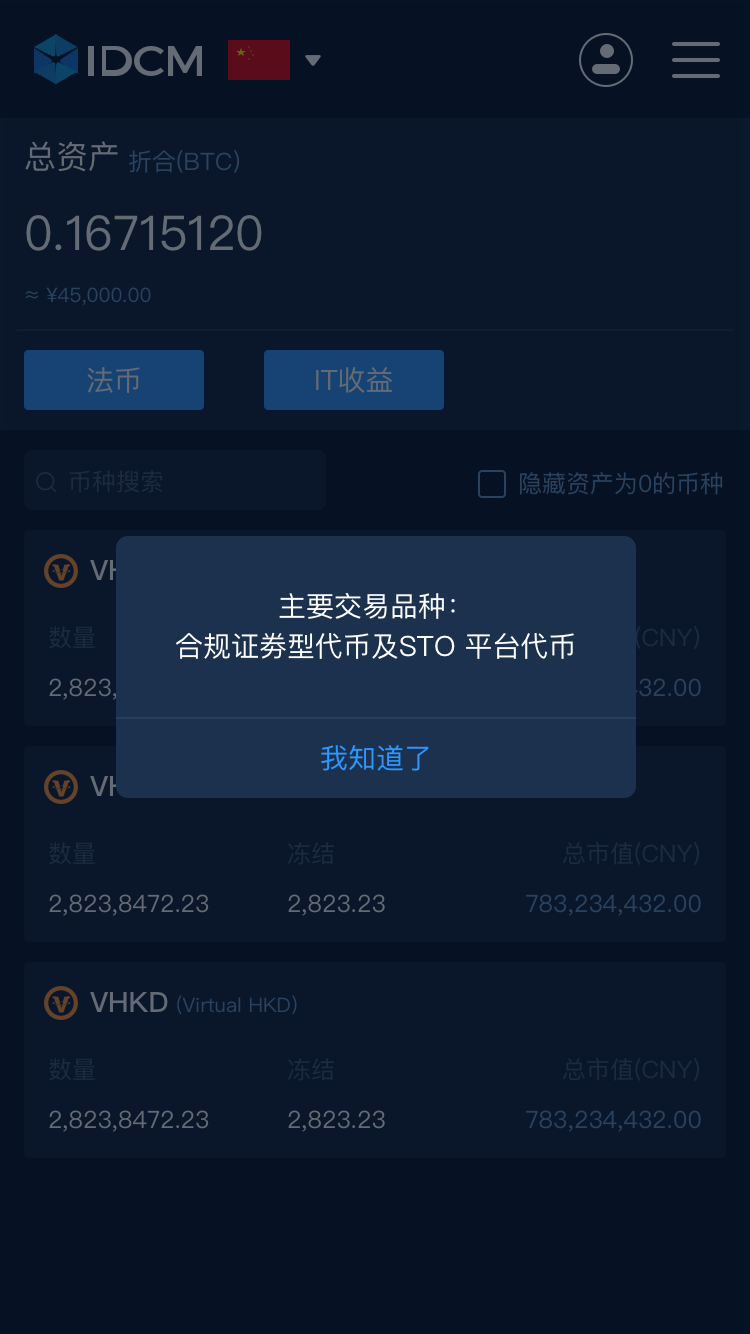 IDCM
总资产 折合(BTC)
0.16715120
≈ ¥45,000.00
法币 IT收益
币种搜索 隐藏资产为0的币种
VH
数量 (CNY)
2,823, 32.00
主要交易品种:
合规证券型代币及STO 平台代币
我知道了
VH
数量 冻结 总市值(CNY)
2,823,8472.23 2,823.23 783,234,432.00
VHKD (Virtual HKD)
数量 冻结 总市值(CNY)
2,823,8472.23 2,823.23 783,234,432.00